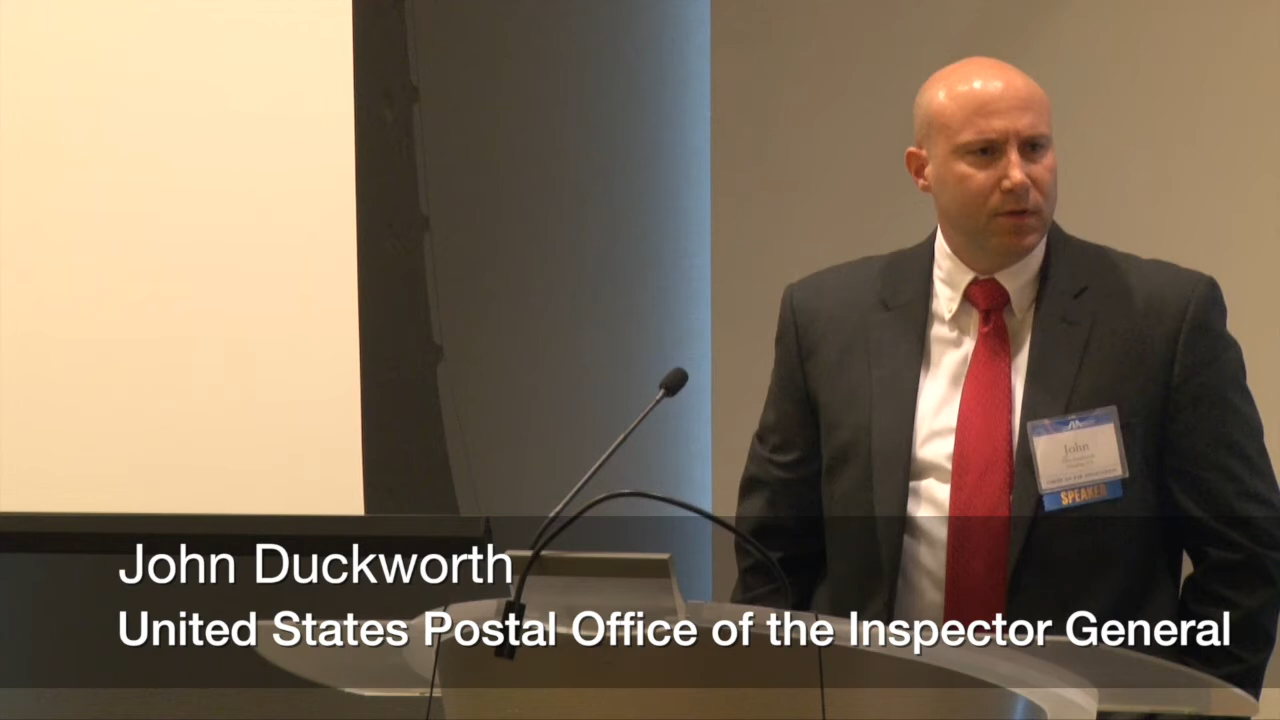 John
SPEAKER
John Duckworth
United States Postal Office of the Inspector General